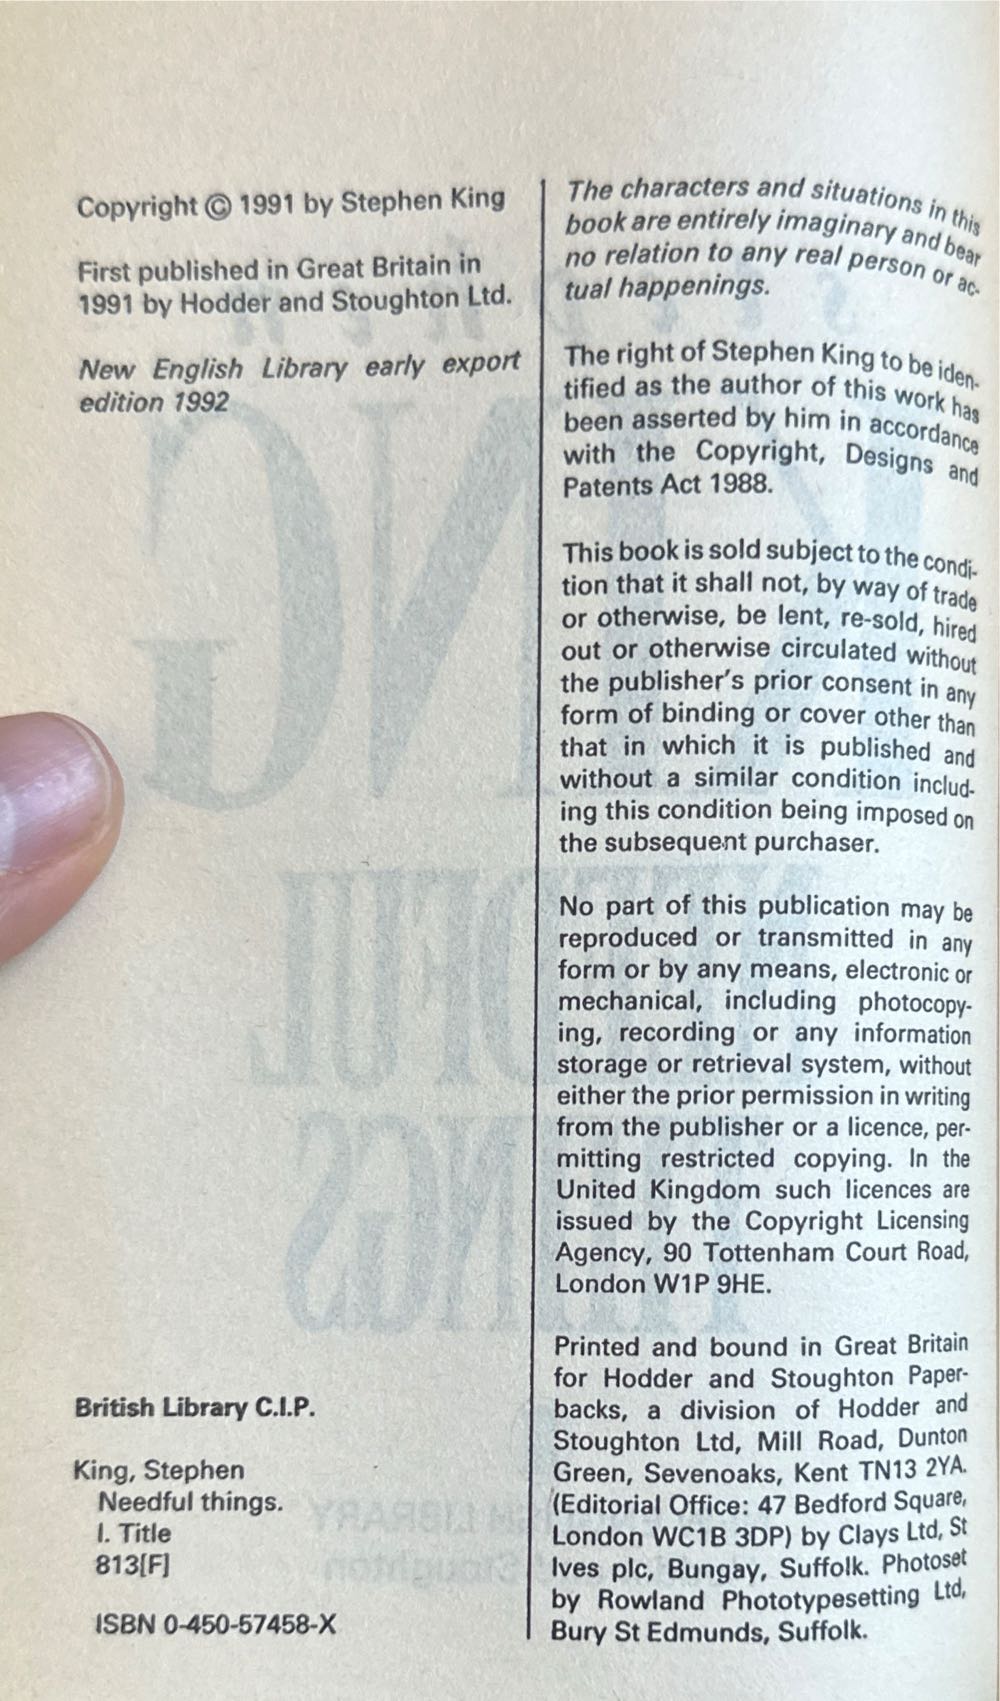 Copyright © 1991 by Stephen King
First published in Great Britain in
1991 by Hodder and Stoughton Ltd.
New English Library early export
edition 1992
British Library C.I.P.
King, Stephen
Needful things.
I. Title
813[F]
ISBN 0-450-57458-X
The characters and situations in this
book are entirely imaginary and bear
no relation to any real person or ac-
tual happenings.
The right of Stephen King to be iden-
tified as the author of this work has
been asserted by him in accordance
with the Copyright, Designs and
Patents Act 1988.
This book is sold subject to the condi-
tion that it shall not, by way of trade
or otherwise, be lent, re-sold, hired
out or otherwise circulated without
the publisher's prior consent in any
form of binding or cover other than
that in which it is published and
without a similar condition includ-
ing this condition being imposed on
the subsequent purchaser.
No part of this publication may be
reproduced or transmitted in any
form or by any means, electronic or
mechanical, including photocopy-
ing, recording or any information
storage or retrieval system, without
either the prior permission in writing
from the publisher or a licence, per-
mitting restricted copying. In the
United Kingdom such licences are
issued by the Copyright Licensing
Agency, 90 Tottenham Court Road,
London W1P 9HE.
Printed and bound in Great Britain
for Hodder and Stoughton Paper-
backs, a division of Hodder and
Stoughton Ltd, Mill Road, Dunton
Green, Sevenoaks, Kent TN13 2YA.
(Editorial Office: 47 Bedford Square,
London WC1B 3DP) by Clays Ltd, St
Ives plc, Bungay, Suffolk. Photoset
by Rowland Phototypesetting Ltd,
Bury St Edmunds, Suffolk.